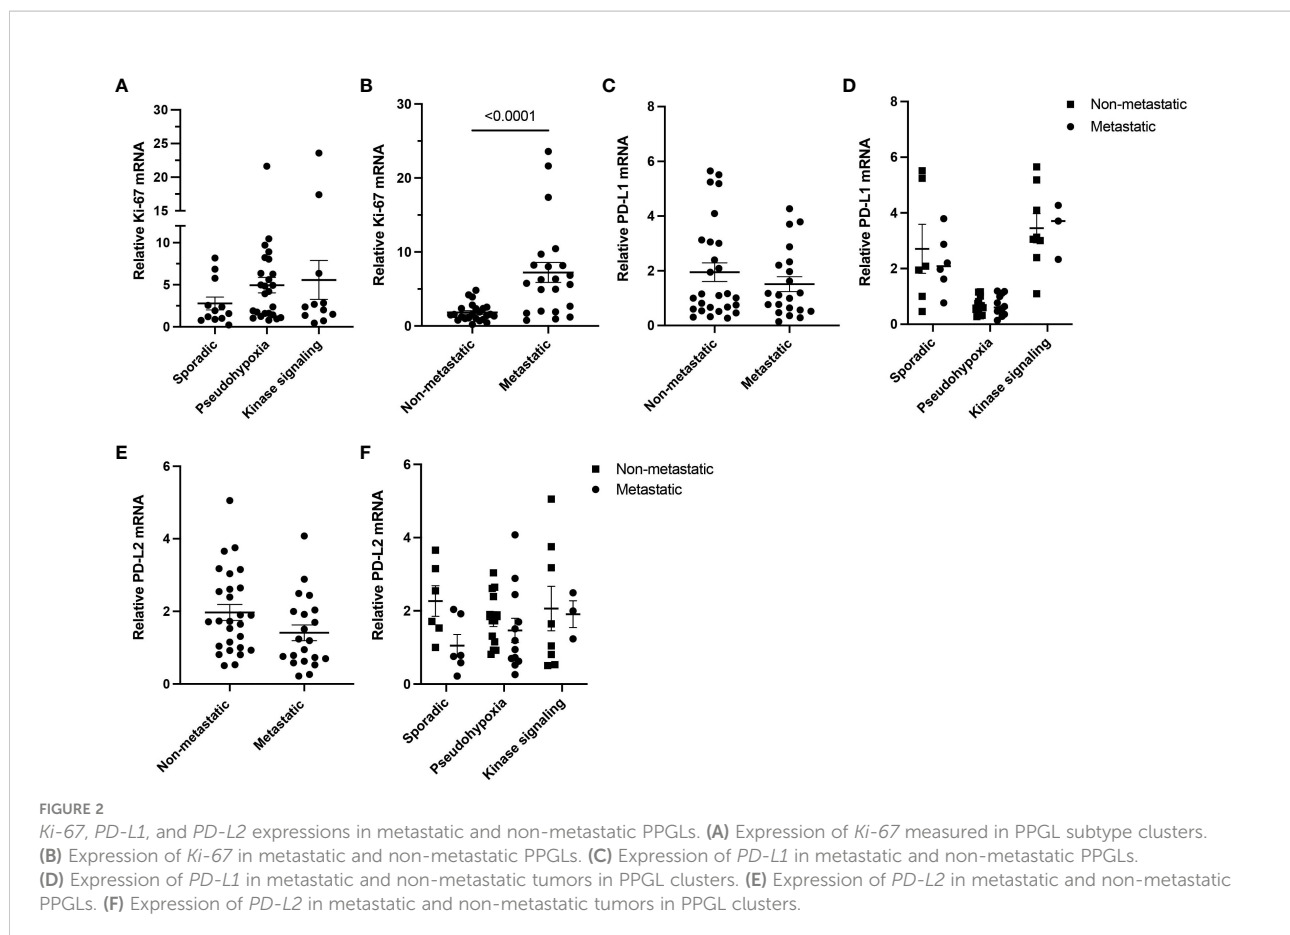 A
Relative Ki-67 mRNA
30
25
20
15
10
5
0
Sporadic
Pseudohypoxia
Kinase signaling
B
Relative Ki-67 mRNA
30
20
10
0
<0.0001
Non-metastatic
Metastatic
C
Relative PD-L1 mRNA
8
6
4
2
0
Non-metastatic
Metastatic
D
Relative PD-L1 mRNA
8
6
4
2
0
Sporadic
Pseudohypoxia
Kinase signaling
Non-metastatic
Metastatic
E
Relative PD-L2 mRNA
6
4
2
0
Non-metastatic
Metastatic
F
Relative PD-L2 mRNA
6
4
2
0
Sporadic
Pseudohypoxia
Kinase signaling
Non-metastatic
Metastatic
FIGURE 2
Ki-67, PD-L1, and PD-L2 expressions in metastatic and non-metastatic PPGLs. (A) Expression of Ki-67 measured in PPGL subtype clusters.
(B) Expression of Ki-67 in metastatic and non-metastatic PPGLs. (C) Expression of PD-L1 in metastatic and non-metastatic PPGLs.
(D) Expression of PD-L1 in metastatic and non-metastatic tumors in PPGL clusters. (E) Expression of PD-L2 in metastatic and non-metastatic
PPGLs. (F) Expression of PD-L2 in metastatic and non-metastatic tumors in PPGL clusters.